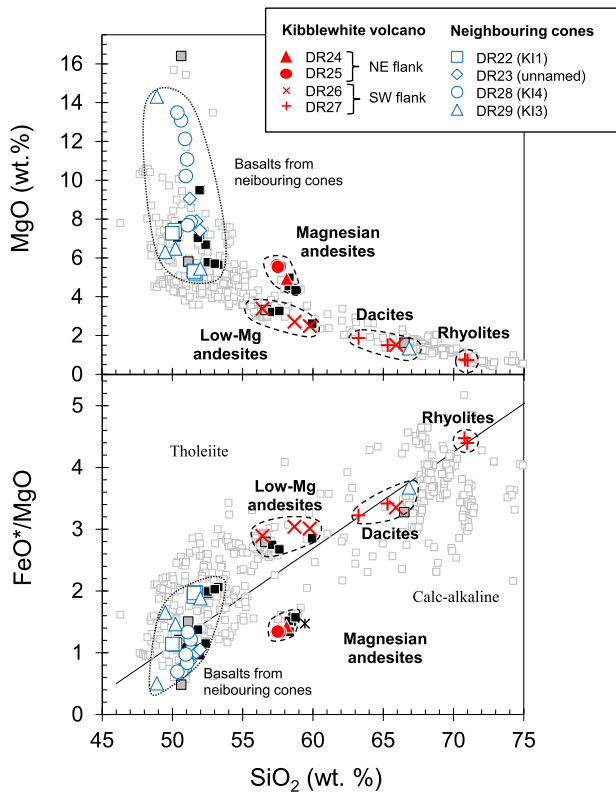 Kibblewhite volcano
DR24
DR25
NE flank
DR26
DR27
SW flank
Neighbouring cones
DR22 (KI1)
DR23 (unnamed)
DR28 (KI4)
DR29 (KI3)
MgO (wt.%)
16
14
12
10
8
6
4
2
0
Basalts from
neibouring cones
Magnesian
andesites
Low-Mg
andesites
Dacites
Rhyolites
FeO*/MgO
5
4
3
2
1
0
Tholeiite
Rhyolites
Low-Mg
andesites
Dacites
Calc-alkaline
Magnesian
andesites
Basalts from
neibouring cones
45 50 55 60 65 70 75
SiO₂ (wt. %)